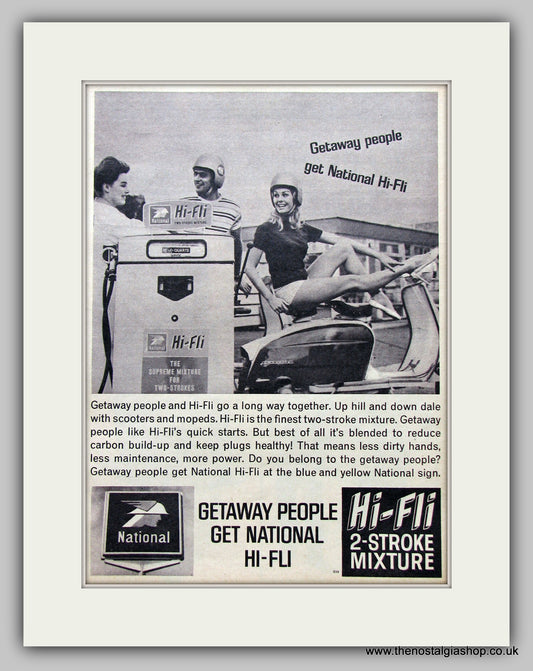 Getaway people
get National Hi-Fli
Hi-Fli
TWO-STROKE MIXTURE
National
Hi-Fli
National
THE
SUPREME MIXTURE
FOR
TWO-STROKES
Getaway people and Hi-Fli go a long way together. Up hill and down dale
with scooters and mopeds. Hi-Fli is the finest two-stroke mixture. Getaway
people like Hi-Fli's quick starts. But best of all it's blended to reduce
carbon build-up and keep plugs healthy! That means less dirty hands,
less maintenance, more power. Do you belong to the getaway people?
Getaway people get National Hi-Fli at the blue and yellow National sign.
National
GETAWAY PEOPLE
GET NATIONAL
HI-FLI
Hi-Fli
2-STROKE
MIXTURE
www.thenostalgiashop.co.uk